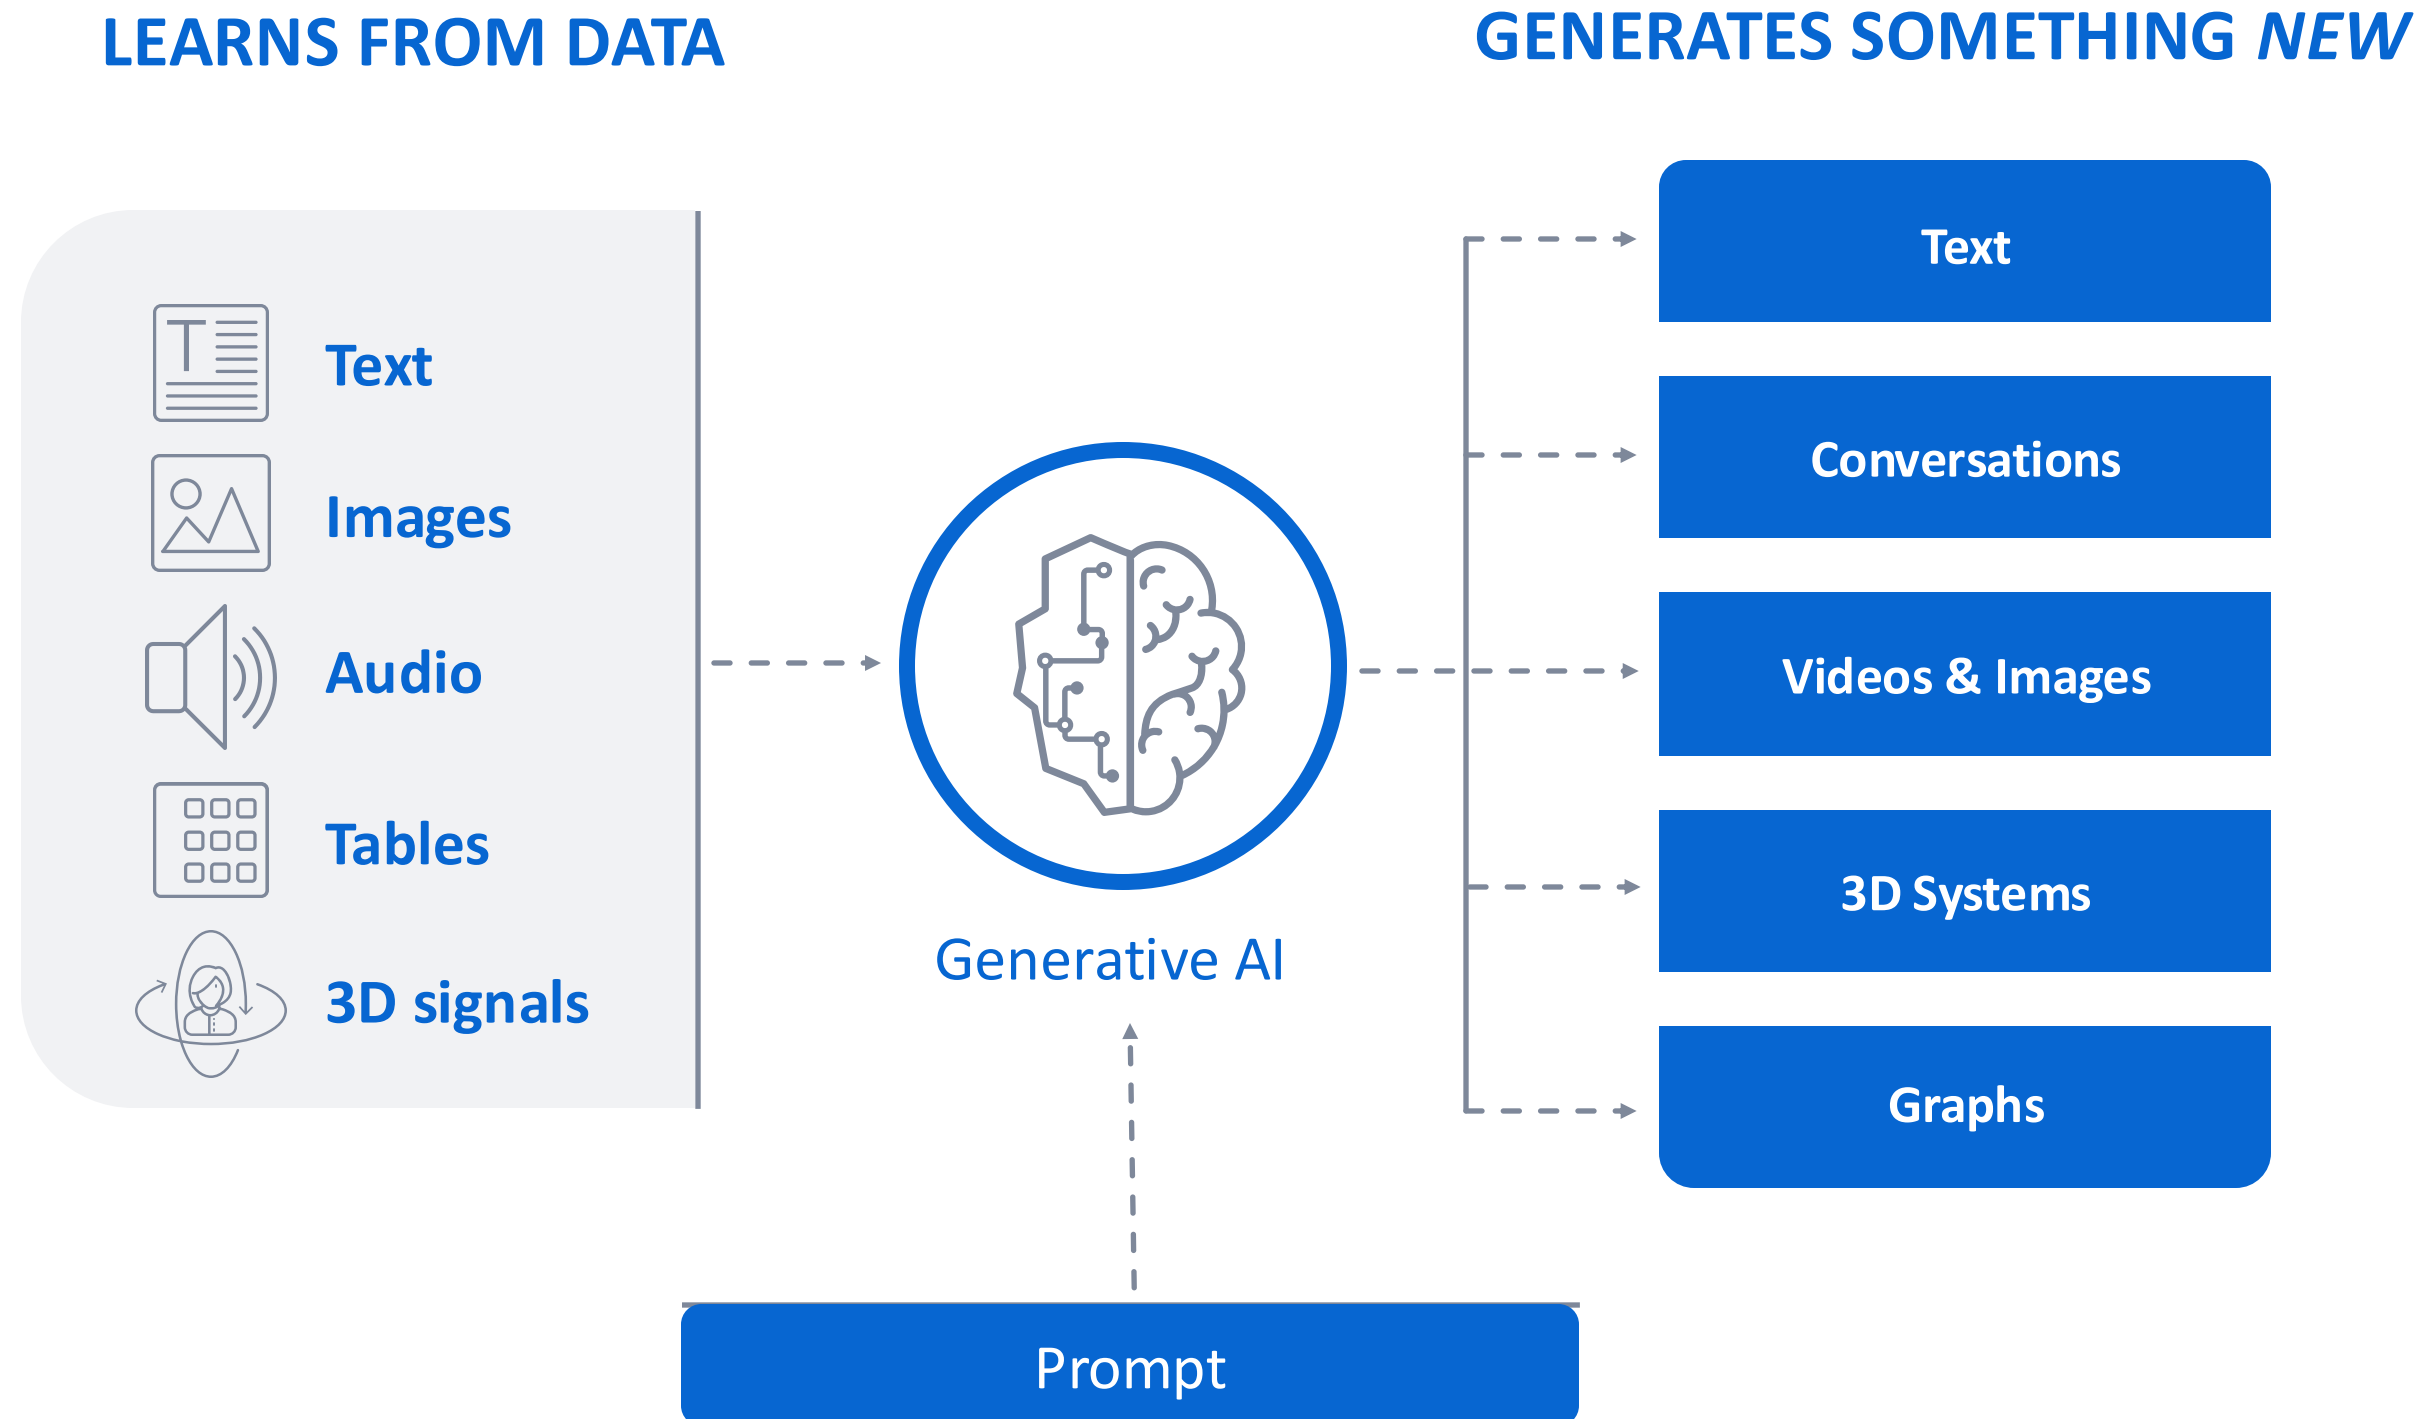 LEARNS FROM DATA
GENERATES SOMETHING NEW
T
Text
Images
Audio
Tables
3D signals
Generative AI
Prompt
Text
Conversations
Videos & Images
3D Systems
Graphs